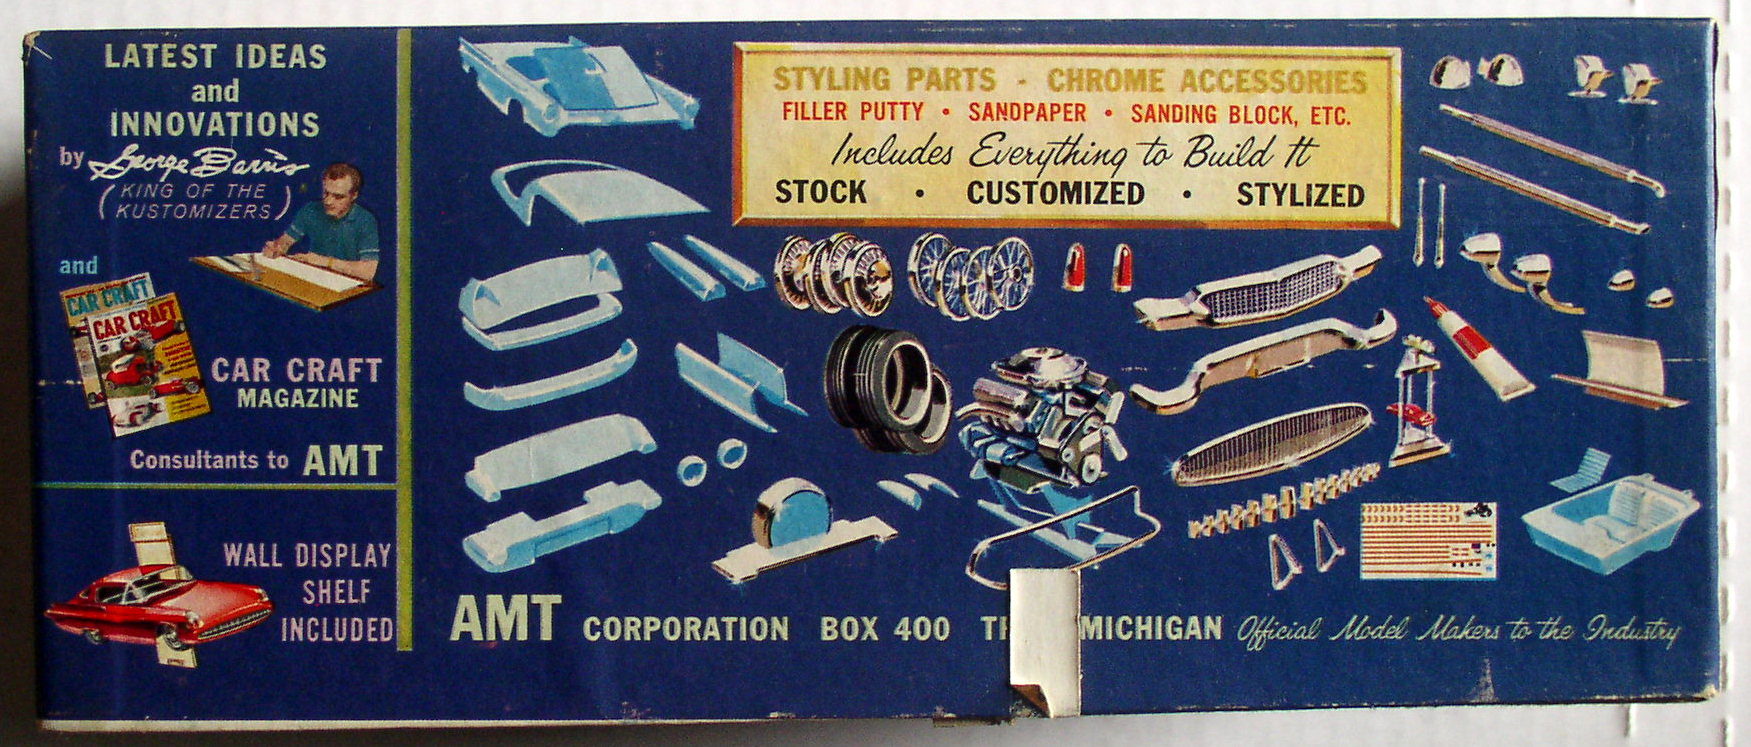 LATEST IDEAS
and
INNOVATIONS
by George Barris
(KING OF THE
KUSTOMIZERS)
and
CAR CRAFT
CAR CRAFT
CAR CRAFT
MAGAZINE
Consultants to AMT
WALL DISPLAY
SHELF
INCLUDED
STYLING PARTS - CHROME ACCESSORIES
FILLER PUTTY • SANDPAPER • SANDING BLOCK, ETC.
Includes Everything to Build It
STOCK • CUSTOMIZED • STYLIZED
AMT CORPORATION BOX 400 MICHIGAN Official Model Makers to the Industry